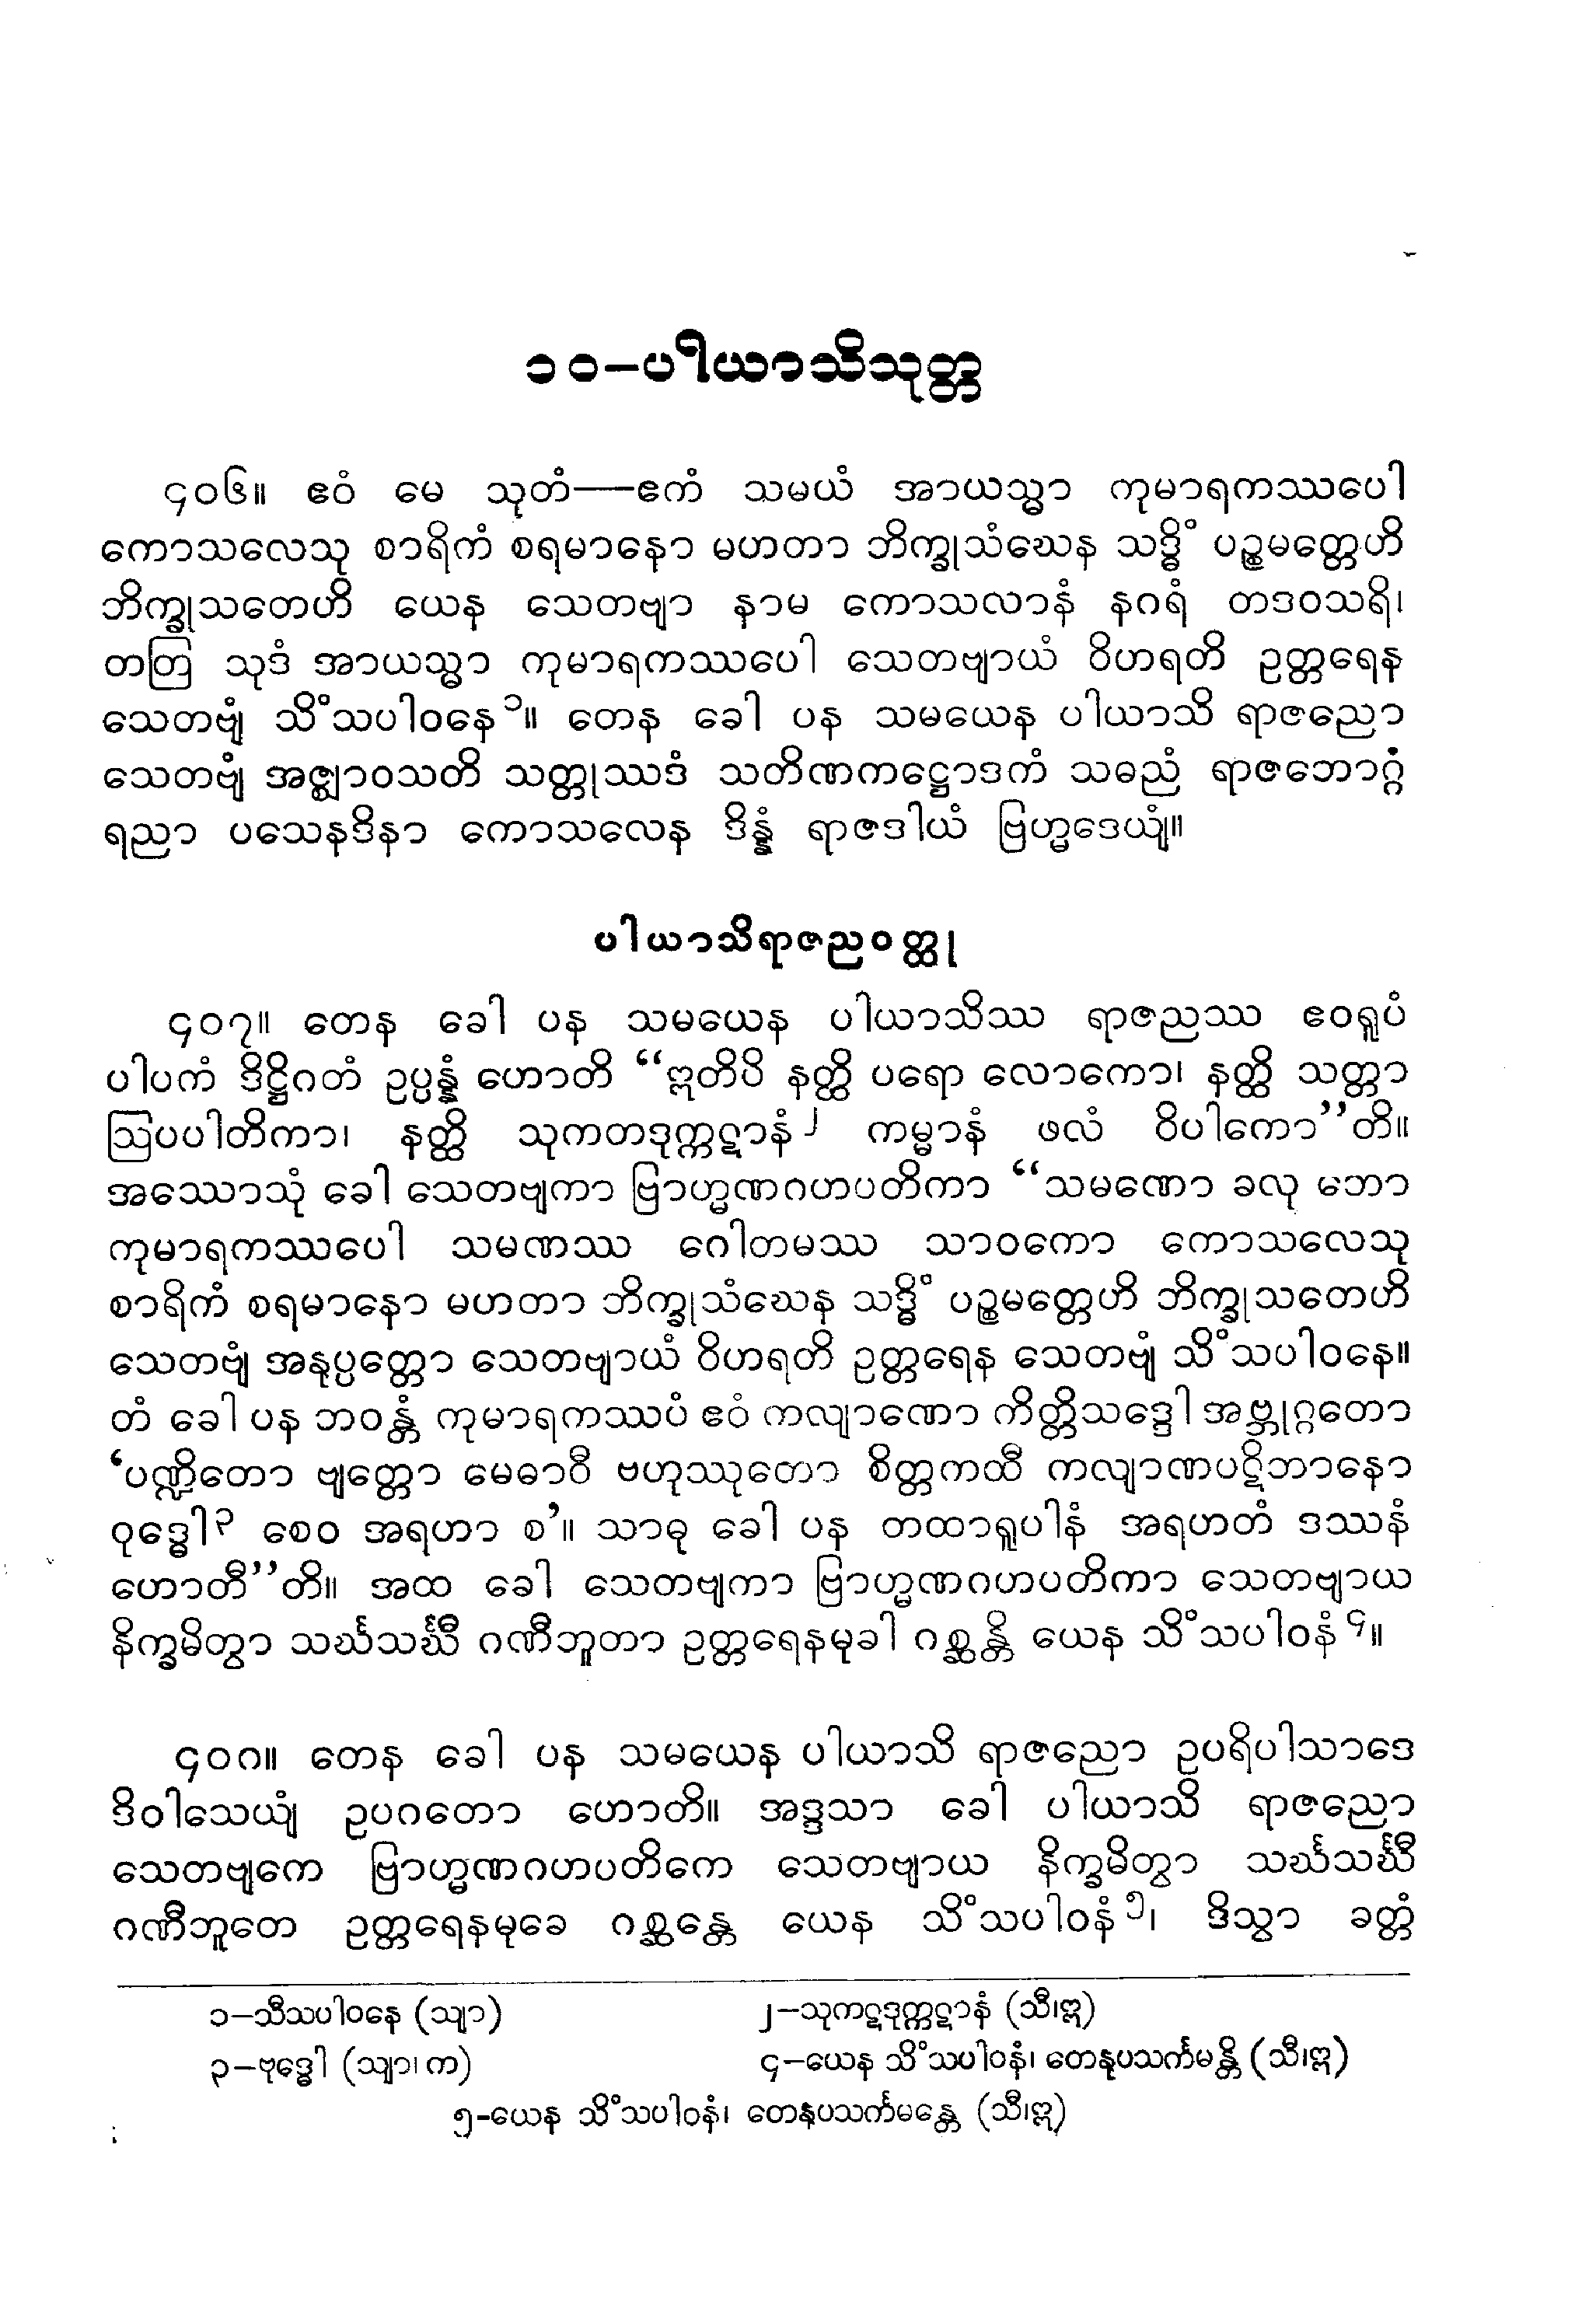 ၁၀–ပါယာသိသုတ္တ
၄၀၆။ ဧဝံ မေ သုတံ—ဧကံ သမယံ အာယသ္မာ ကုမာရကဿပေါ
ကောသလေသု စာရိကံ စရမာနော မဟတာ ဘိက္ခုသံဃေန သဒ္ဓိံ ပဉ္စမတ္တေဟိ
ဘိက္ခုသတေဟိ ယေန သေတဗျာ နာမ ကောသလာနံ နဂရံ တဒဝသရိ၊
တတြ သုဒံ အာယသ္မာ ကုမာရကဿပေါ သေတဗျာယံ ဝိဟရတိ ဥတ္တရေန
သေတဗျံ သိံသပါဝနေ၁။ တေန ခေါ ပန သမယေန ပါယာသိ ရာဇညော
သေတဗျံ အဇ္ဈာဝသတိ သတ္တုဿဒံ သတိဏကဋ္ဌောဒကံ သဓညံ ရာဇဘောဂ္ဂံ
ရညာ ပသေနဒိနာ ကောသလေန ဒိန္နံ ရာဇဒါယံ ဗြဟ္မဒေယျံ။
ပါယာသိရာဇညဝတ္ထု
၄၀၇။ တေန ခေါ ပန သမယေန ပါယာသိဿ ရာဇညဿ ဧဝရူပံ
ပါပကံ ဒိဋ္ဌိဂတံ ဥပ္ပန္နံ ဟောတိ “ဣတိပိ နတ္ထိ ပရော လောကော၊ နတ္ထိ သတ္တာ
ဩပပါတိကာ၊ နတ္ထိ သုကတဒုက္ကဋာနံ၂ ကမ္မာနံ ဖလံ ဝိပါကော”တိ။
အဿောသုံ ခေါ သေတဗျကာ ဗြာဟ္မဏဂဟပတိကာ “သမဏော ခလု ဘော
ကုမာရကဿပေါ သမဏဿ ဂေါတမဿ သာဝကော ကောသလေသု
စာရိကံ စရမာနော မဟတာ ဘိက္ခုသံဃေန သဒ္ဓိံ ပဉ္စမတ္တေဟိ ဘိက္ခုသတေဟိ
သေတဗျံ အနုပ္ပတ္တော သေတဗျာယံ ဝိဟရတိ ဥတ္တရေန သေတဗျံ သိံသပါဝနေ။
တံ ခေါ ပန ဘဝန္တံ ကုမာရကဿပံ ဧဝံ ကလျာဏော ကိတ္တိသဒ္ဒေါ အဗ္ဘုဂ္ဂတော
‘ပဏ္ဍိတော ဗျတ္တော မေဓာဝီ ဗဟုဿုတော စိတ္တကထီ ကလျာဏပဋိဘာနော
ဝုဒ္ဓေါ၃ စေဝ အရဟာ စ’။ သာဓု ခေါ ပန တထာရူပါနံ အရဟတံ ဒဿနံ
ဟောတီ”တိ။ အထ ခေါ သေတဗျကာ ဗြာဟ္မဏဂဟပတိကာ သေတဗျာယ
နိက္ခမိတွာ သင်္ဃသင်္ဃီ ဂဏီဘူတာ ဥတ္တရေနမုခါ ဂစ္ဆန္တိ ယေန သိံသပါဝနံ၄။
၄၀၈။ တေန ခေါ ပန သမယေန ပါယာသိ ရာဇညော ဥပရိပါသာဒေ
ဒိဝါသေယျံ ဥပဂတော ဟောတိ။ အဒ္ဒသာ ခေါ ပါယာသိ ရာဇညော
သေတဗျကေ ဗြာဟ္မဏဂဟပတိကေ သေတဗျာယ နိက္ခမိတွာ သင်္ဃသင်္ဃီ
ဂဏီဘူတေ ဥတ္တရေနမုခေ ဂစ္ဆန္တေ ယေန သိံသပါဝနံ၅၊ ဒိသွာ ခတ္တံ
၁–သီသပါဝနေ (သျာ) ၂–သုကဋဒုက္ကဋာနံ (သီ၊ဣ)
၃–ဗုဒ္ဓေါ (သျာ၊ က) ၄–ယေန သိံသပါဝနံ၊ တေနုပသင်္ကမန္တိ (သီ၊ဣ)
၅-ယေန သိံသပါဝနံ၊ တေနုပသင်္ကမန္တေ (သီ၊ဣ)